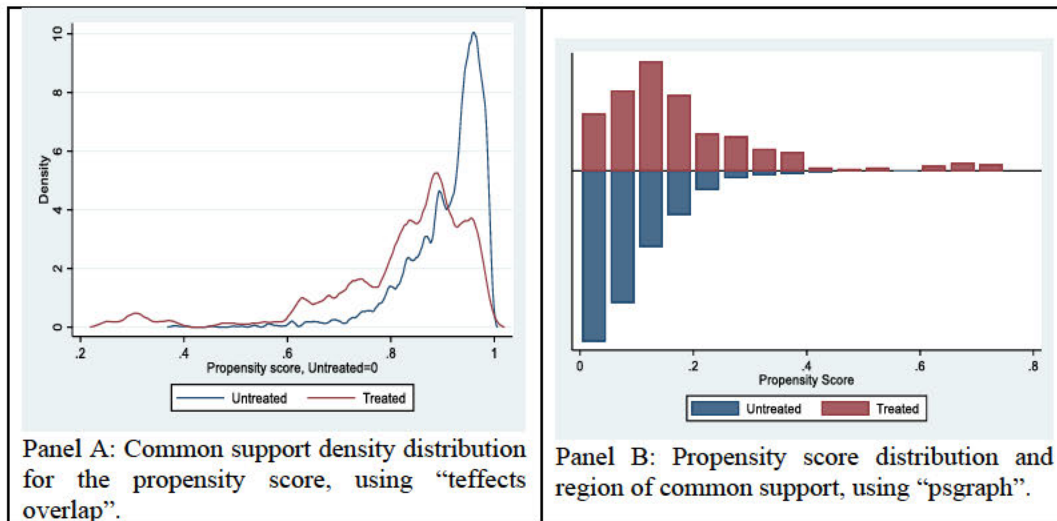 10
8
6
4
2
0
Density
.2 .4 .6 .8 1
Propensity score, Untreated=0
Untreated Treated
Panel A: Common support density distribution
for the propensity score, using “teffects
overlap”.
0 .2 .4 .6 .8
Propensity Score
Untreated Treated
Panel B: Propensity score distribution and
region of common support, using “psgraph”.